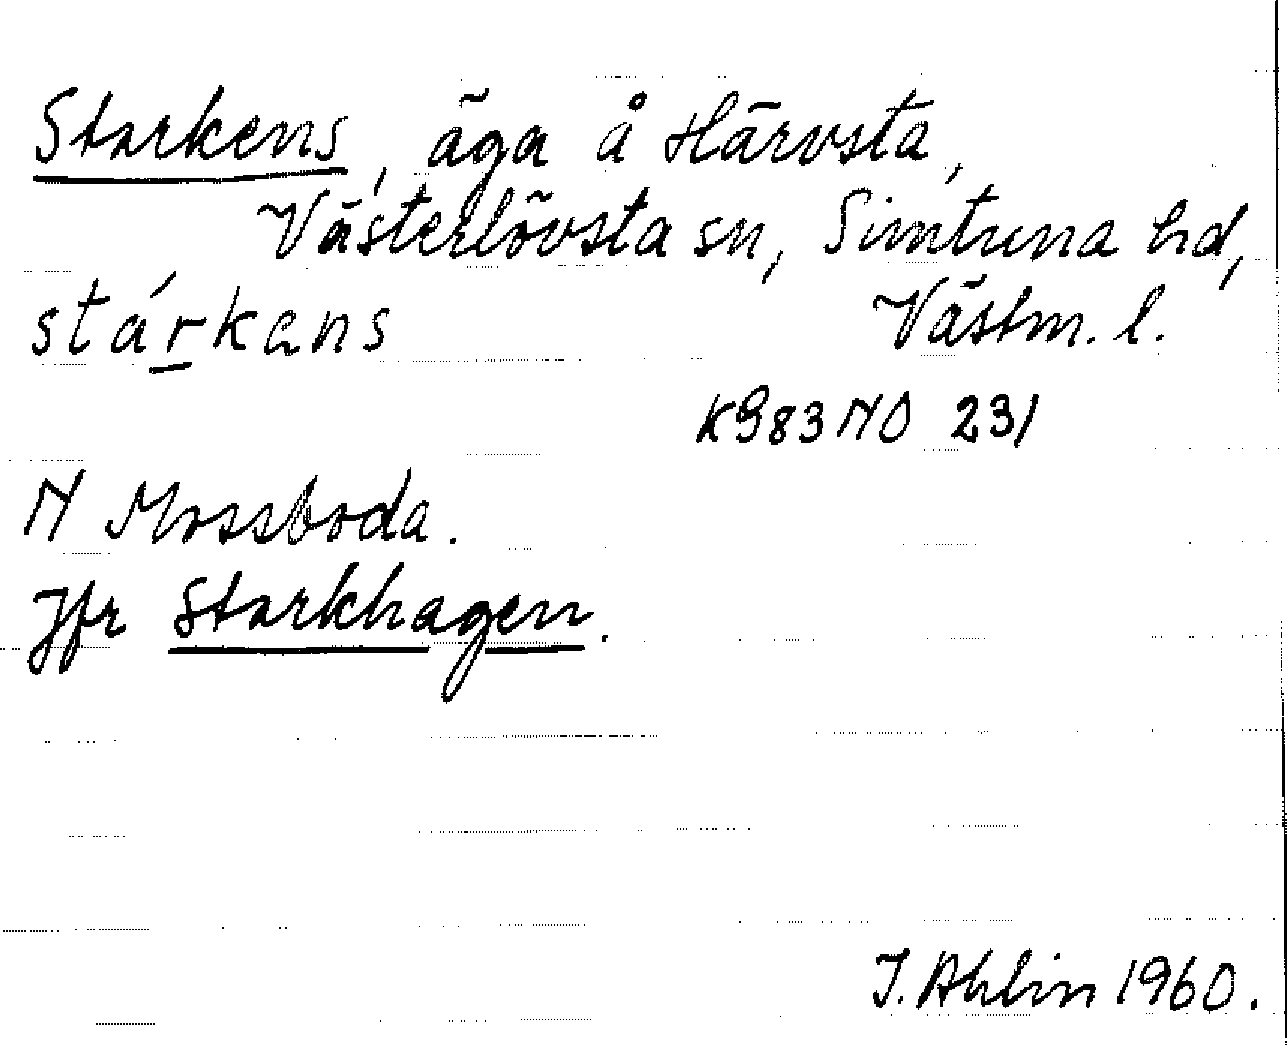 Starkens, äga å Härvsta,
Västerlövsta sn, Simtuna hd,
stárkens Västm. l.
K983 NO 231
N Mossboda.
Jfr Starkhagen.
J. Ahlin 1960.